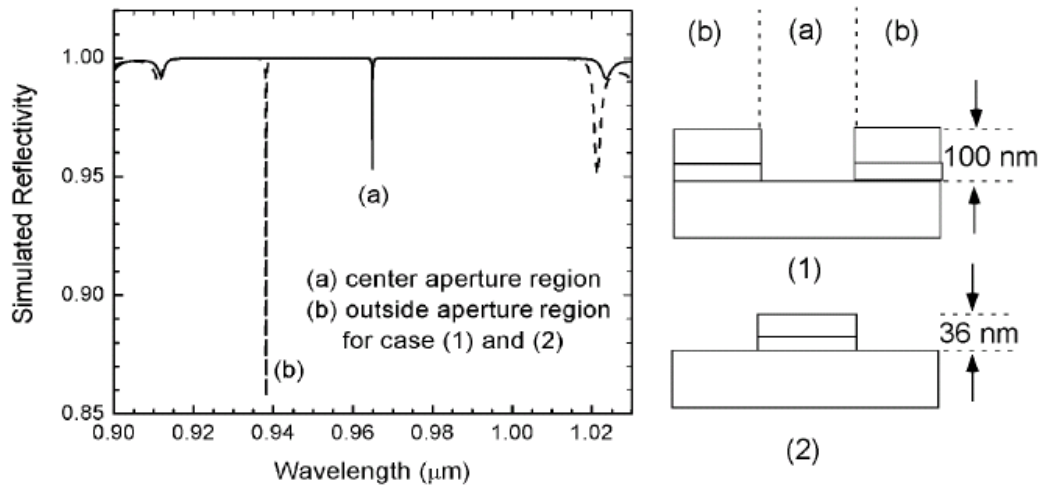 Simulated Reflectivity
1.00
0.95
0.90
0.85
0.90
0.92
0.94
0.96
0.98
1.00
1.02
Wavelength (μm)
(a)
(b)
(a) center aperture region
(b) outside aperture region
for case (1) and (2)
(b)
(a)
(b)
100 nm
(1)
36 nm
(2)